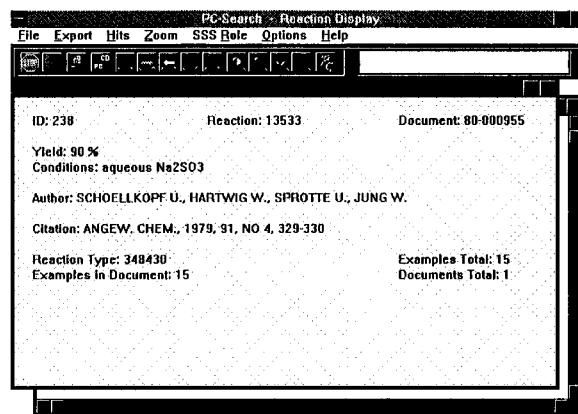 PC-Search - Reaction Display
File Export Hits Zoom SSS Role Options Help
ID: 238 Reaction: 13533 Document: 80-000955
Yield: 90 %
Conditions: aqueous Na2SO3
Author: SCHOELLKOPF U., HARTWIG W., SPROTTE U., JUNG W.
Citation: ANGEW. CHEM., 1979, 91, NO 4, 329-330
Reaction Type: 348430 Examples Total: 15
Examples in Document: 15 Documents Total: 1